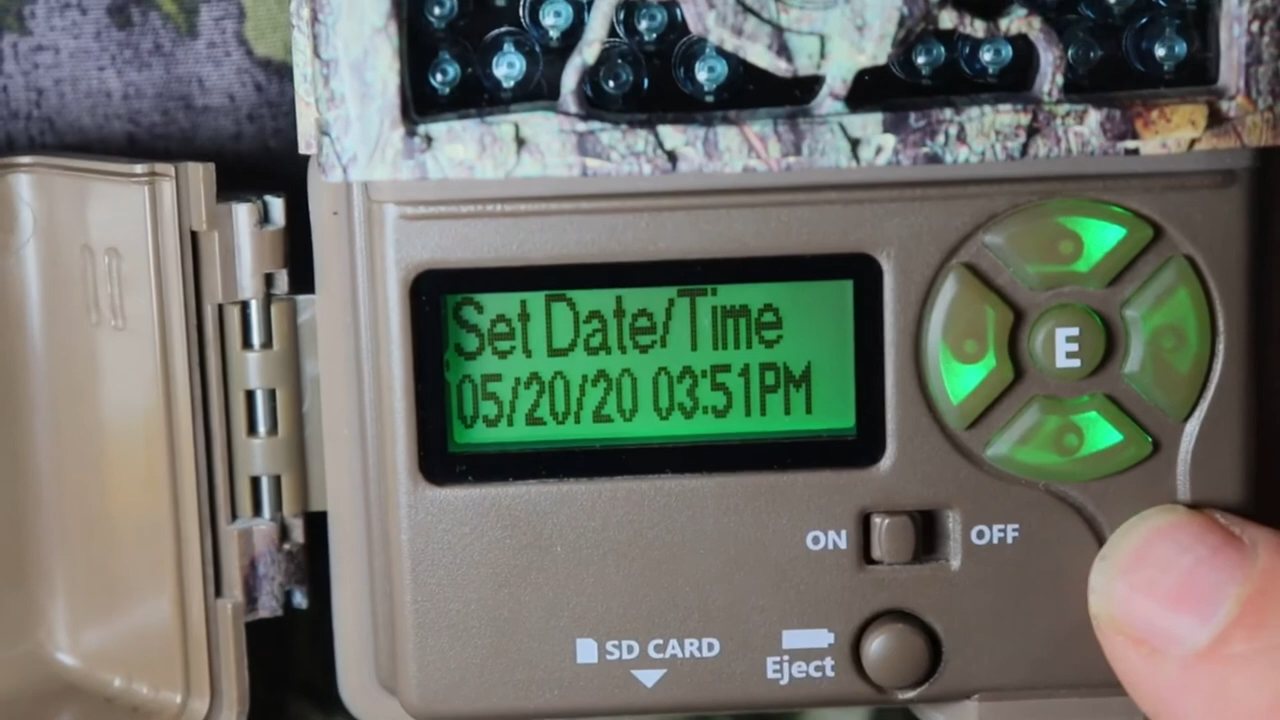 Set Date/Time
05/20/20 03:51PM
E
ON OFF
SD CARD
Eject